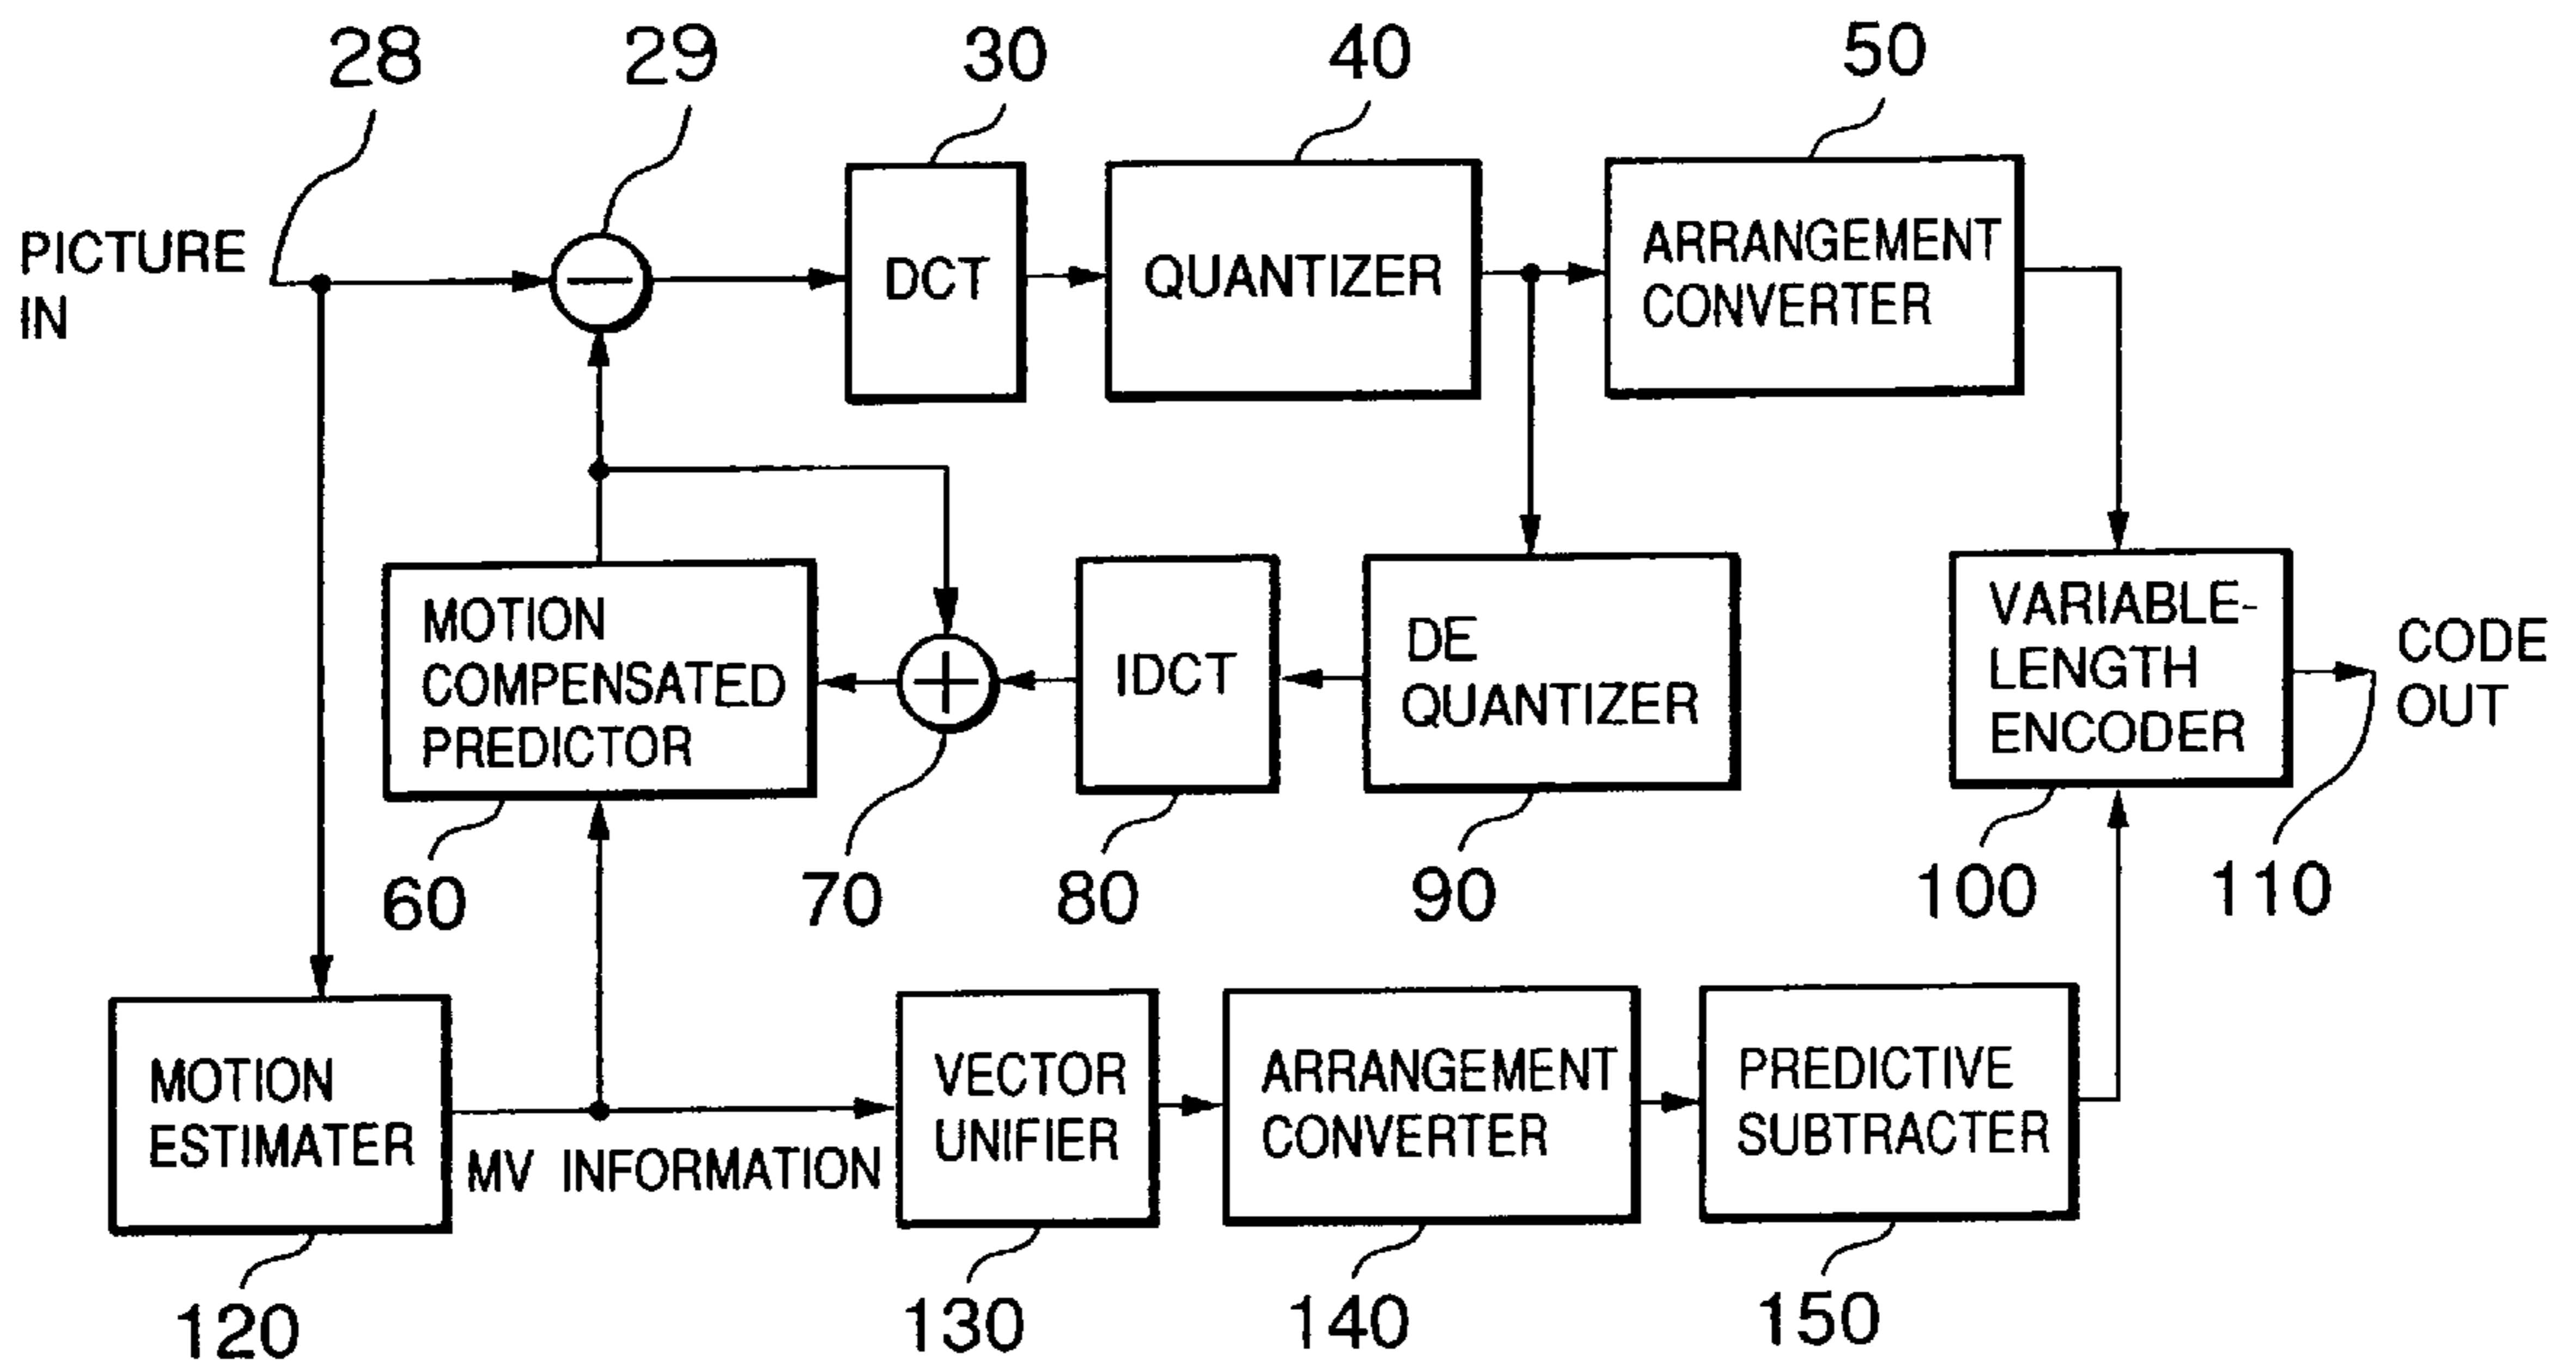 28
29
30
40
50
PICTURE
IN
DCT
QUANTIZER
ARRANGEMENT
CONVERTER
MOTION
COMPENSATED
PREDICTOR
IDCT
DE
QUANTIZER
VARIABLE-
LENGTH
ENCODER
CODE
OUT
60
70
80
90
100
110
MOTION
ESTIMATER
MV INFORMATION
VECTOR
UNIFIER
ARRANGEMENT
CONVERTER
PREDICTIVE
SUBTRACTER
120
130
140
150